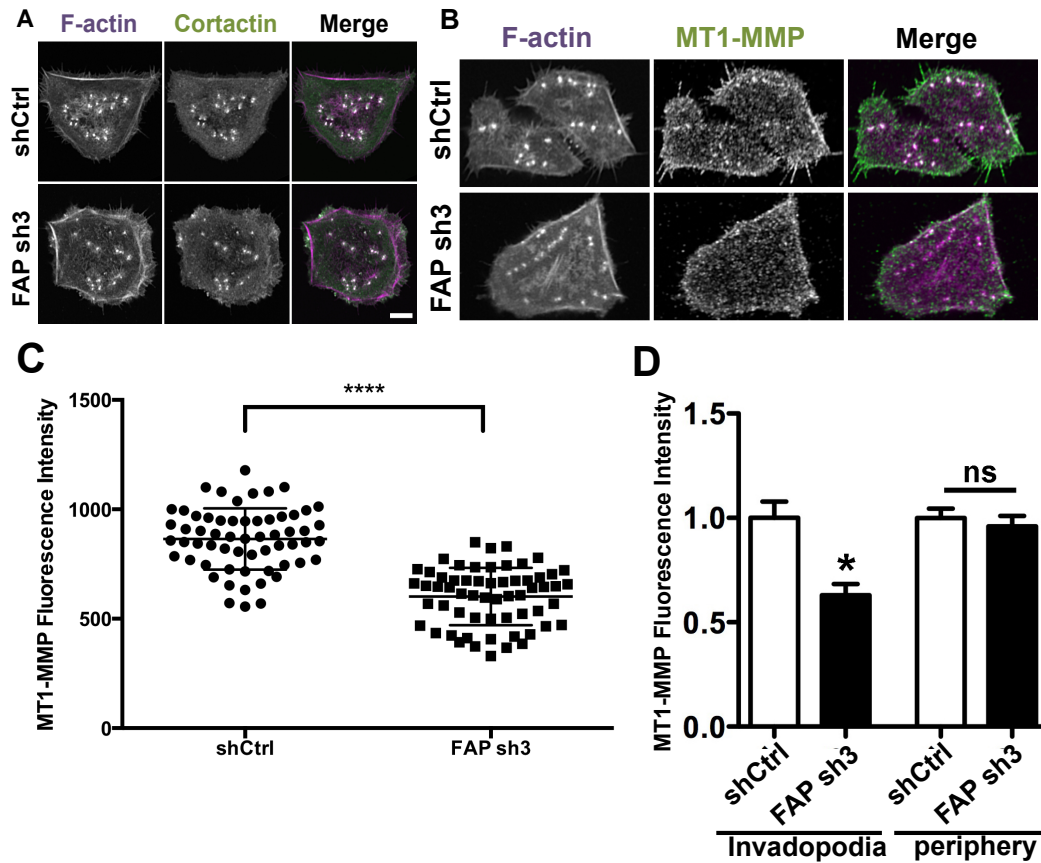 A
F-actin Cortactin Merge
shCtrl
FAP sh3
B
F-actin MT1-MMP Merge
shCtrl
FAP sh3
C
MT1-MMP Fluorescence Intensity
1500
1000
500
0
****
shCtrl FAP sh3
D
MT1-MMP Fluorescence Intensity
1.5
1.0
0.5
0.0
*
ns
shCtrl FAP sh3 shCtrl FAP sh3
Invadopodia periphery